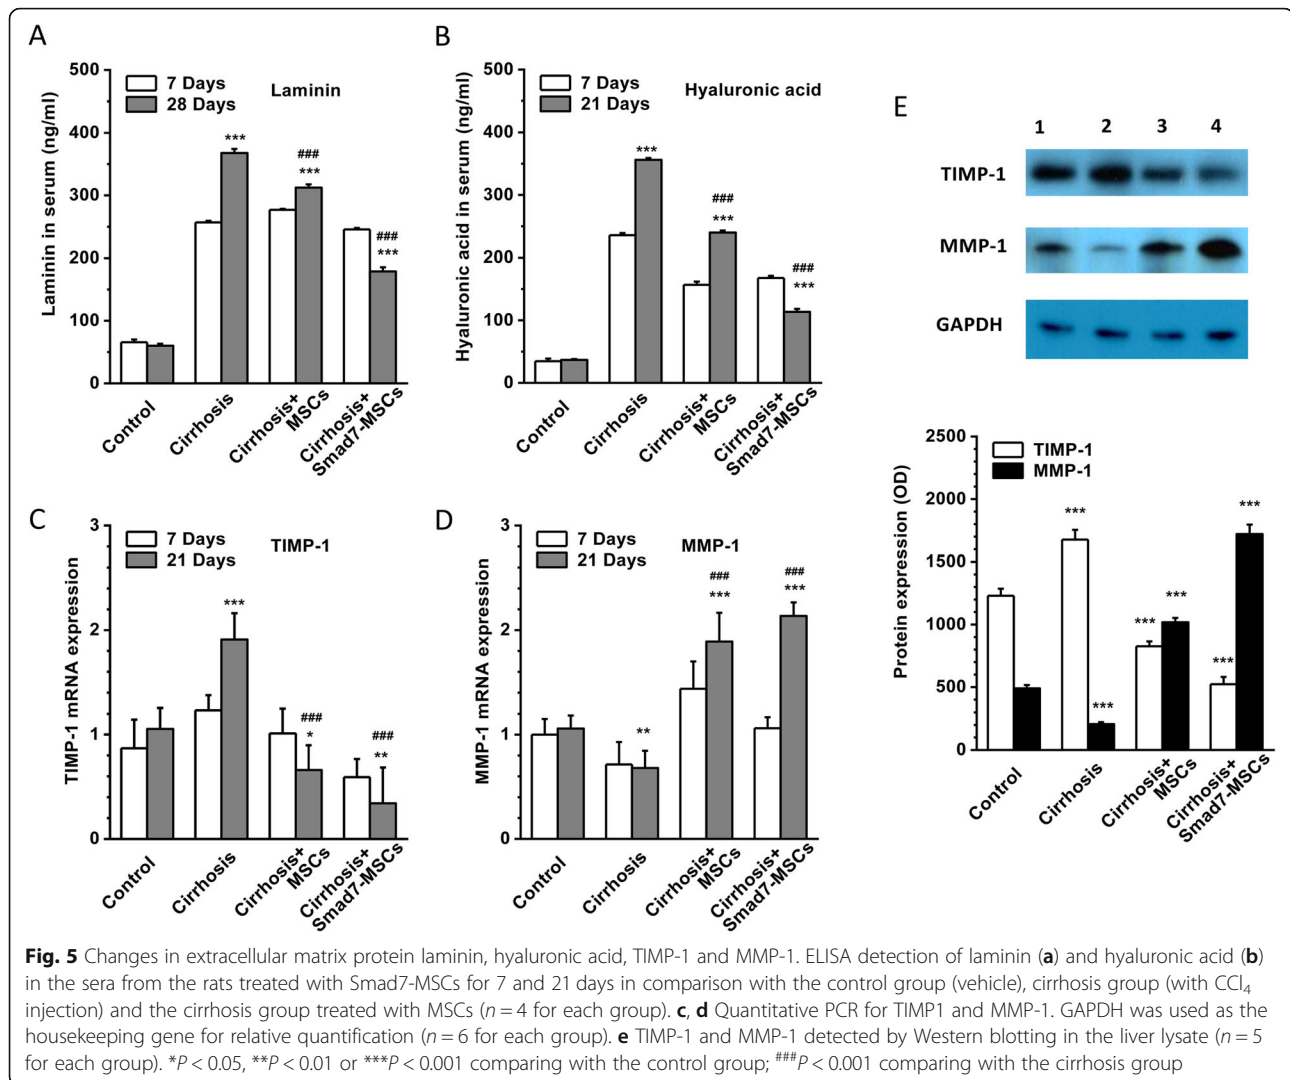 A
500
400
300
200
100
0
Laminin in serum (ng/ml)
7 Days
28 Days
Laminin
***
###
***
###
***
Control
Cirrhosis
Cirrhosis+
MSCs
Cirrhosis+
Smad7-MSCs
B
500
400
300
200
100
0
Hyaluronic acid in serum (ng/ml)
7 Days
21 Days
Hyaluronic acid
***
###
***
###
***
Control
Cirrhosis
Cirrhosis+
MSCs
Cirrhosis+
Smad7-MSCs
C
3
2
1
0
TIMP-1 mRNA expression
7 Days
21 Days
TIMP-1
***
###
*
###
**
Control
Cirrhosis
Cirrhosis+
MSCs
Cirrhosis+
Smad7-MSCs
D
3
2
1
0
MMP-1 mRNA expression
7 Days
21 Days
MMP-1
**
###
***
###
***
Control
Cirrhosis
Cirrhosis+
MSCs
Cirrhosis+
Smad7-MSCs
E
1 2 3 4
TIMP-1
MMP-1
GAPDH
2500
2000
1500
1000
500
0
Protein expression (OD)
TIMP-1
MMP-1
***
***
***
***
***
***
Control
Cirrhosis
Cirrhosis+
MSCs
Cirrhosis+
Smad7-MSCs
Fig. 5 Changes in extracellular matrix protein laminin, hyaluronic acid, TIMP-1 and MMP-1. ELISA detection of laminin (a) and hyaluronic acid (b)
in the sera from the rats treated with Smad7-MSCs for 7 and 21 days in comparison with the control group (vehicle), cirrhosis group (with CCl₄
injection) and the cirrhosis group treated with MSCs (n = 4 for each group). c, d Quantitative PCR for TIMP1 and MMP-1. GAPDH was used as the
housekeeping gene for relative quantification (n = 6 for each group). e TIMP-1 and MMP-1 detected by Western blotting in the liver lysate (n = 5
for each group). *P < 0.05, **P < 0.01 or ***P < 0.001 comparing with the control group; ###P < 0.001 comparing with the cirrhosis group